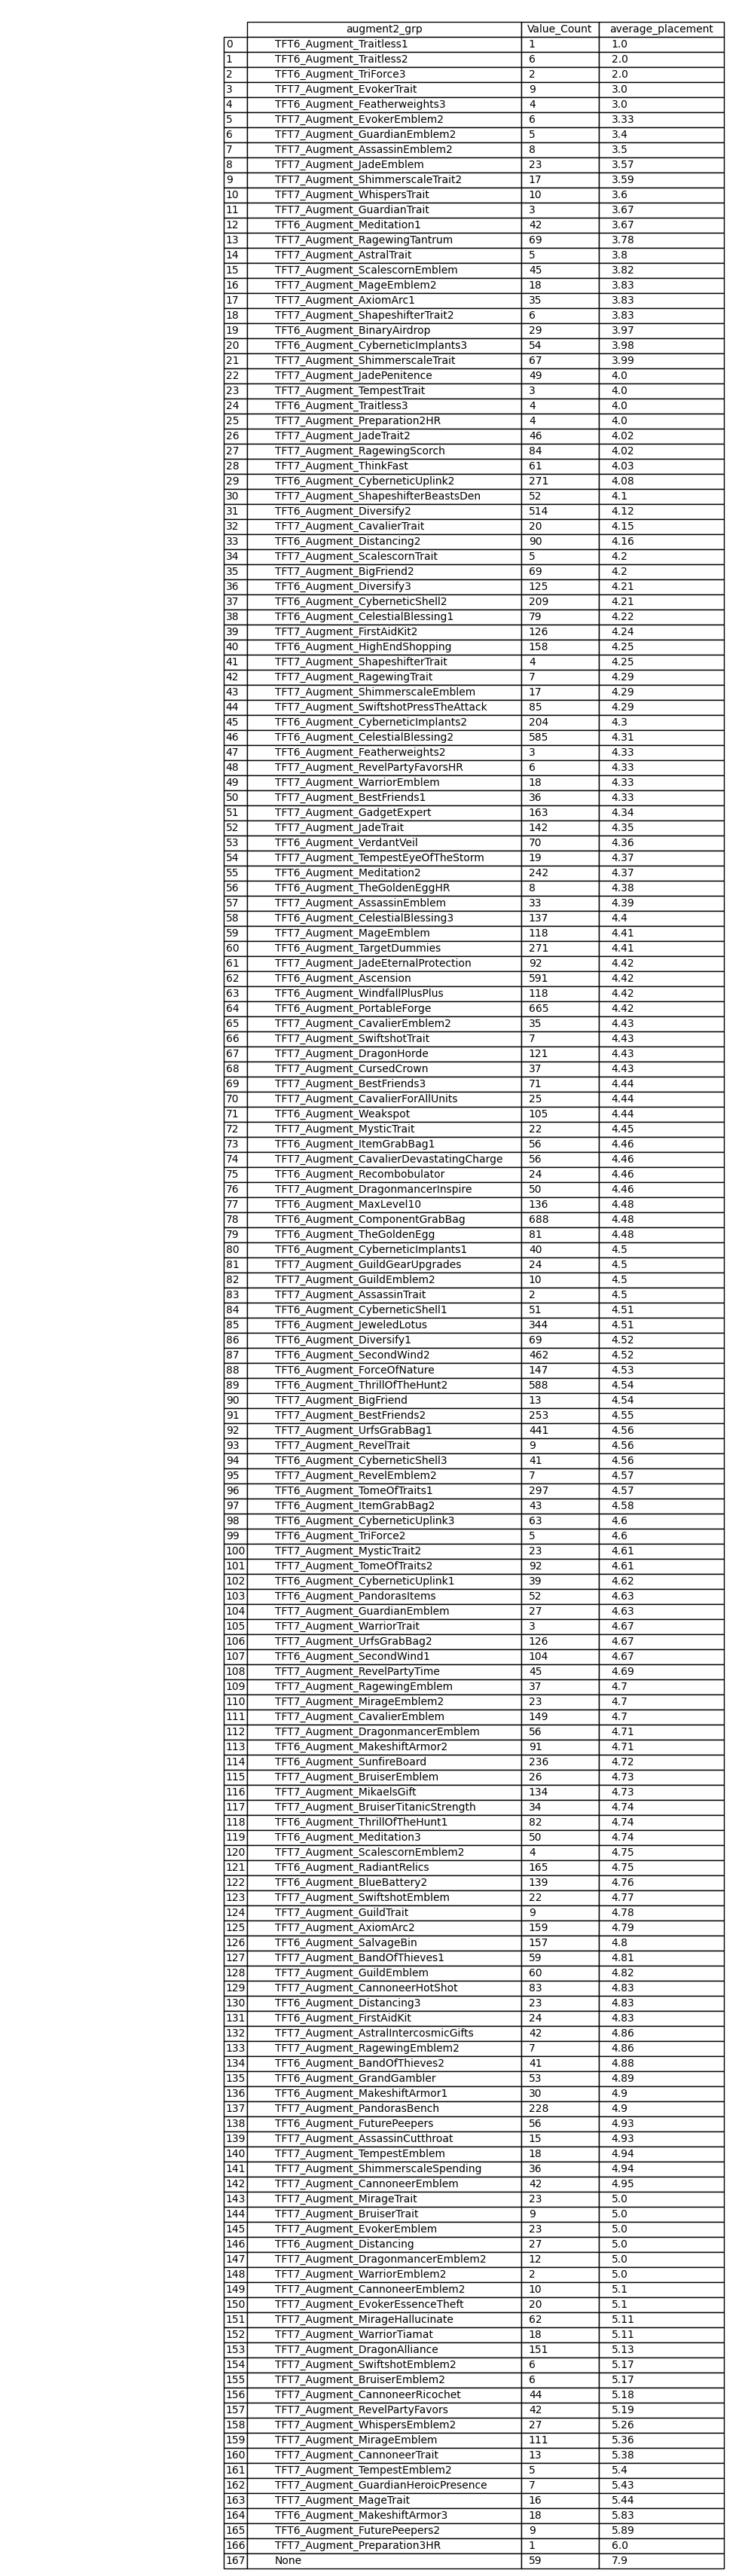 augment2_grp Value_Count average_placement
0 TFT6_Augment_Traitless1 1 1.0
1 TFT6_Augment_Traitless2 6 2.0
2 TFT6_Augment_TriForce3 2 2.0
3 TFT7_Augment_EvokerTrait 9 3.0
4 TFT6_Augment_Featherweights3 4 3.0
5 TFT7_Augment_EvokerEmblem2 6 3.33
6 TFT7_Augment_GuardianEmblem2 5 3.4
7 TFT7_Augment_AssassinEmblem2 8 3.5
8 TFT7_Augment_JadeEmblem 23 3.57
9 TFT7_Augment_ShimmerscaleTrait2 17 3.59
10 TFT7_Augment_WhispersTrait 10 3.6
11 TFT7_Augment_GuardianTrait 3 3.67
12 TFT6_Augment_Meditation1 42 3.67
13 TFT7_Augment_RagewingTantrum 69 3.78
14 TFT7_Augment_AstralTrait 5 3.8
15 TFT7_Augment_ScalescornEmblem 45 3.82
16 TFT7_Augment_MageEmblem2 18 3.83
17 TFT7_Augment_AxiomArc1 35 3.83
18 TFT7_Augment_ShapeshifterTrait2 6 3.83
19 TFT6_Augment_BinaryAirdrop 29 3.97
20 TFT6_Augment_CyberneticImplants3 54 3.98
21 TFT7_Augment_ShimmerscaleTrait 67 3.99
22 TFT7_Augment_JadePenitence 49 4.0
23 TFT7_Augment_TempestTrait 3 4.0
24 TFT6_Augment_Traitless3 4 4.0
25 TFT7_Augment_Preparation2HR 4 4.0
26 TFT7_Augment_JadeTrait2 46 4.02
27 TFT7_Augment_RagewingScorch 84 4.02
28 TFT7_Augment_ThinkFast 61 4.03
29 TFT6_Augment_CyberneticUplink2 271 4.08
30 TFT7_Augment_ShapeshifterBeastsDen 52 4.1
31 TFT6_Augment_Diversify2 514 4.12
32 TFT7_Augment_CavalierTrait 20 4.15
33 TFT6_Augment_Distancing2 90 4.16
34 TFT7_Augment_ScalescornTrait 5 4.2
35 TFT7_Augment_BigFriend2 69 4.2
36 TFT6_Augment_Diversify3 125 4.21
37 TFT6_Augment_CyberneticShell2 209 4.21
38 TFT6_Augment_CelestialBlessing1 79 4.22
39 TFT7_Augment_FirstAidKit2 126 4.24
40 TFT6_Augment_HighEndShopping 158 4.25
41 TFT7_Augment_ShapeshifterTrait 4 4.25
42 TFT7_Augment_RagewingTrait 7 4.29
43 TFT7_Augment_ShimmerscaleEmblem 17 4.29
44 TFT7_Augment_SwiftshotPressTheAttack 85 4.29
45 TFT6_Augment_CyberneticImplants2 204 4.3
46 TFT6_Augment_CelestialBlessing2 585 4.31
47 TFT6_Augment_Featherweights2 3 4.33
48 TFT7_Augment_RevelPartyFavorsHR 6 4.33
49 TFT7_Augment_WarriorEmblem 18 4.33
50 TFT7_Augment_BestFriends1 36 4.33
51 TFT7_Augment_GadgetExpert 163 4.34
52 TFT7_Augment_JadeTrait 142 4.35
53 TFT6_Augment_VerdantVeil 70 4.36
54 TFT7_Augment_TempestEyeOfTheStorm 19 4.37
55 TFT6_Augment_Meditation2 242 4.37
56 TFT6_Augment_TheGoldenEggHR 8 4.38
57 TFT7_Augment_AssassinEmblem 33 4.39
58 TFT6_Augment_CelestialBlessing3 137 4.4
59 TFT7_Augment_MageEmblem 118 4.41
60 TFT6_Augment_TargetDummies 271 4.41
61 TFT7_Augment_JadeEternalProtection 92 4.42
62 TFT6_Augment_Ascension 591 4.42
63 TFT6_Augment_WindfallPlusPlus 118 4.42
64 TFT6_Augment_PortableForge 665 4.42
65 TFT7_Augment_CavalierEmblem2 35 4.43
66 TFT7_Augment_SwiftshotTrait 7 4.43
67 TFT7_Augment_DragonHorde 121 4.43
68 TFT7_Augment_CursedCrown 37 4.43
69 TFT7_Augment_BestFriends3 71 4.44
70 TFT7_Augment_CavalierForAllUnits 25 4.44
71 TFT6_Augment_Weakspot 105 4.44
72 TFT7_Augment_MysticTrait 22 4.45
73 TFT6_Augment_ItemGrabBag1 56 4.46
74 TFT7_Augment_CavalierDevastatingCharge 56 4.46
75 TFT6_Augment_Recombobulator 24 4.46
76 TFT7_Augment_DragonmancerInspire 50 4.46
77 TFT6_Augment_MaxLevel10 136 4.48
78 TFT6_Augment_ComponentGrabBag 688 4.48
79 TFT6_Augment_TheGoldenEgg 81 4.48
80 TFT6_Augment_CyberneticImplants1 40 4.5
81 TFT7_Augment_GuildGearUpgrades 24 4.5
82 TFT7_Augment_GuildEmblem2 10 4.5
83 TFT7_Augment_AssassinTrait 2 4.5
84 TFT6_Augment_CyberneticShell1 51 4.51
85 TFT6_Augment_JeweledLotus 344 4.51
86 TFT6_Augment_Diversify1 69 4.52
87 TFT6_Augment_SecondWind2 462 4.52
88 TFT6_Augment_ForceOfNature 147 4.53
89 TFT6_Augment_ThrillOfTheHunt2 588 4.54
90 TFT7_Augment_BigFriend 13 4.54
91 TFT7_Augment_BestFriends2 253 4.55
92 TFT7_Augment_UrfsGrabBag1 441 4.56
93 TFT7_Augment_RevelTrait 9 4.56
94 TFT6_Augment_CyberneticShell3 41 4.56
95 TFT7_Augment_RevelEmblem2 7 4.57
96 TFT6_Augment_TomeOfTraits1 297 4.57
97 TFT6_Augment_ItemGrabBag2 43 4.58
98 TFT6_Augment_CyberneticUplink3 63 4.6
99 TFT6_Augment_TriForce2 5 4.6
100 TFT7_Augment_MysticTrait2 23 4.61
101 TFT7_Augment_TomeOfTraits2 92 4.61
102 TFT6_Augment_CyberneticUplink1 39 4.62
103 TFT6_Augment_PandorasItems 52 4.63
104 TFT7_Augment_GuardianEmblem 27 4.63
105 TFT7_Augment_WarriorTrait 3 4.67
106 TFT7_Augment_UrfsGrabBag2 126 4.67
107 TFT6_Augment_SecondWind1 104 4.67
108 TFT7_Augment_RevelPartyTime 45 4.69
109 TFT7_Augment_RagewingEmblem 37 4.7
110 TFT7_Augment_MirageEmblem2 23 4.7
111 TFT7_Augment_CavalierEmblem 149 4.7
112 TFT7_Augment_DragonmancerEmblem 56 4.71
113 TFT6_Augment_MakeshiftArmor2 91 4.71
114 TFT6_Augment_SunfireBoard 236 4.72
115 TFT7_Augment_BruiserEmblem 26 4.73
116 TFT7_Augment_MikaelsGift 134 4.73
117 TFT7_Augment_BruiserTitanicStrength 34 4.74
118 TFT6_Augment_ThrillOfTheHunt1 82 4.74
119 TFT6_Augment_Meditation3 50 4.74
120 TFT7_Augment_ScalescornEmblem2 4 4.75
121 TFT6_Augment_RadiantRelics 165 4.75
122 TFT6_Augment_BlueBattery2 139 4.76
123 TFT7_Augment_SwiftshotEmblem 22 4.77
124 TFT7_Augment_GuildTrait 9 4.78
125 TFT7_Augment_AxiomArc2 159 4.79
126 TFT6_Augment_SalvageBin 157 4.8
127 TFT7_Augment_BandOfThieves1 59 4.81
128 TFT7_Augment_GuildEmblem 60 4.82
129 TFT7_Augment_CannoneerHotShot 83 4.83
130 TFT6_Augment_Distancing3 23 4.83
131 TFT6_Augment_FirstAidKit 24 4.83
132 TFT7_Augment_AstralIntercosmicGifts 42 4.86
133 TFT7_Augment_RagewingEmblem2 7 4.86
134 TFT6_Augment_BandOfThieves2 41 4.88
135 TFT6_Augment_GrandGambler 53 4.89
136 TFT6_Augment_MakeshiftArmor1 30 4.9
137 TFT7_Augment_PandorasBench 228 4.9
138 TFT6_Augment_FuturePeepers 56 4.93
139 TFT7_Augment_AssassinCutthroat 15 4.93
140 TFT7_Augment_TempestEmblem 18 4.94
141 TFT7_Augment_ShimmerscaleSpending 36 4.94
142 TFT7_Augment_CannoneerEmblem 42 4.95
143 TFT7_Augment_MirageTrait 23 5.0
144 TFT7_Augment_BruiserTrait 9 5.0
145 TFT7_Augment_EvokerEmblem 23 5.0
146 TFT6_Augment_Distancing 27 5.0
147 TFT7_Augment_DragonmancerEmblem2 12 5.0
148 TFT7_Augment_WarriorEmblem2 2 5.0
149 TFT7_Augment_CannoneerEmblem2 10 5.1
150 TFT7_Augment_EvokerEssenceTheft 20 5.1
151 TFT7_Augment_MirageHallucinate 62 5.11
152 TFT7_Augment_WarriorTiamat 18 5.11
153 TFT7_Augment_DragonAlliance 151 5.13
154 TFT7_Augment_SwiftshotEmblem2 6 5.17
155 TFT7_Augment_BruiserEmblem2 6 5.17
156 TFT7_Augment_CannoneerRicochet 44 5.18
157 TFT7_Augment_RevelPartyFavors 42 5.19
158 TFT7_Augment_WhispersEmblem2 27 5.26
159 TFT7_Augment_MirageEmblem 111 5.36
160 TFT7_Augment_CannoneerTrait 13 5.38
161 TFT7_Augment_TempestEmblem2 5 5.4
162 TFT7_Augment_GuardianHeroicPresence 7 5.43
163 TFT7_Augment_MageTrait 16 5.44
164 TFT6_Augment_MakeshiftArmor3 18 5.83
165 TFT6_Augment_FuturePeepers2 9 5.89
166 TFT7_Augment_Preparation3HR 1 6.0
167 None 59 7.9